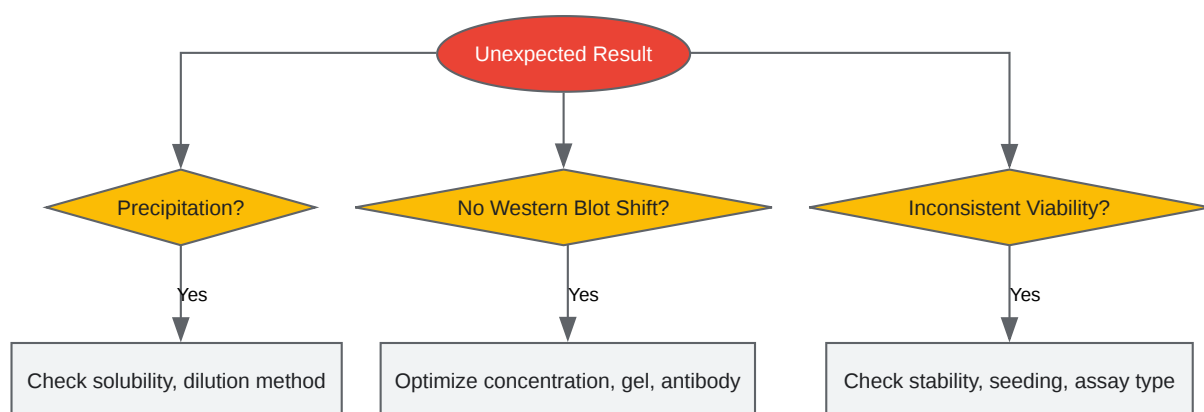 Unexpected Result
Precipitation?
No Western Blot Shift?
Inconsistent Viability?
Yes
Yes
Yes
Check solubility, dilution method
Optimize concentration, gel, antibody
Check stability, seeding, assay type